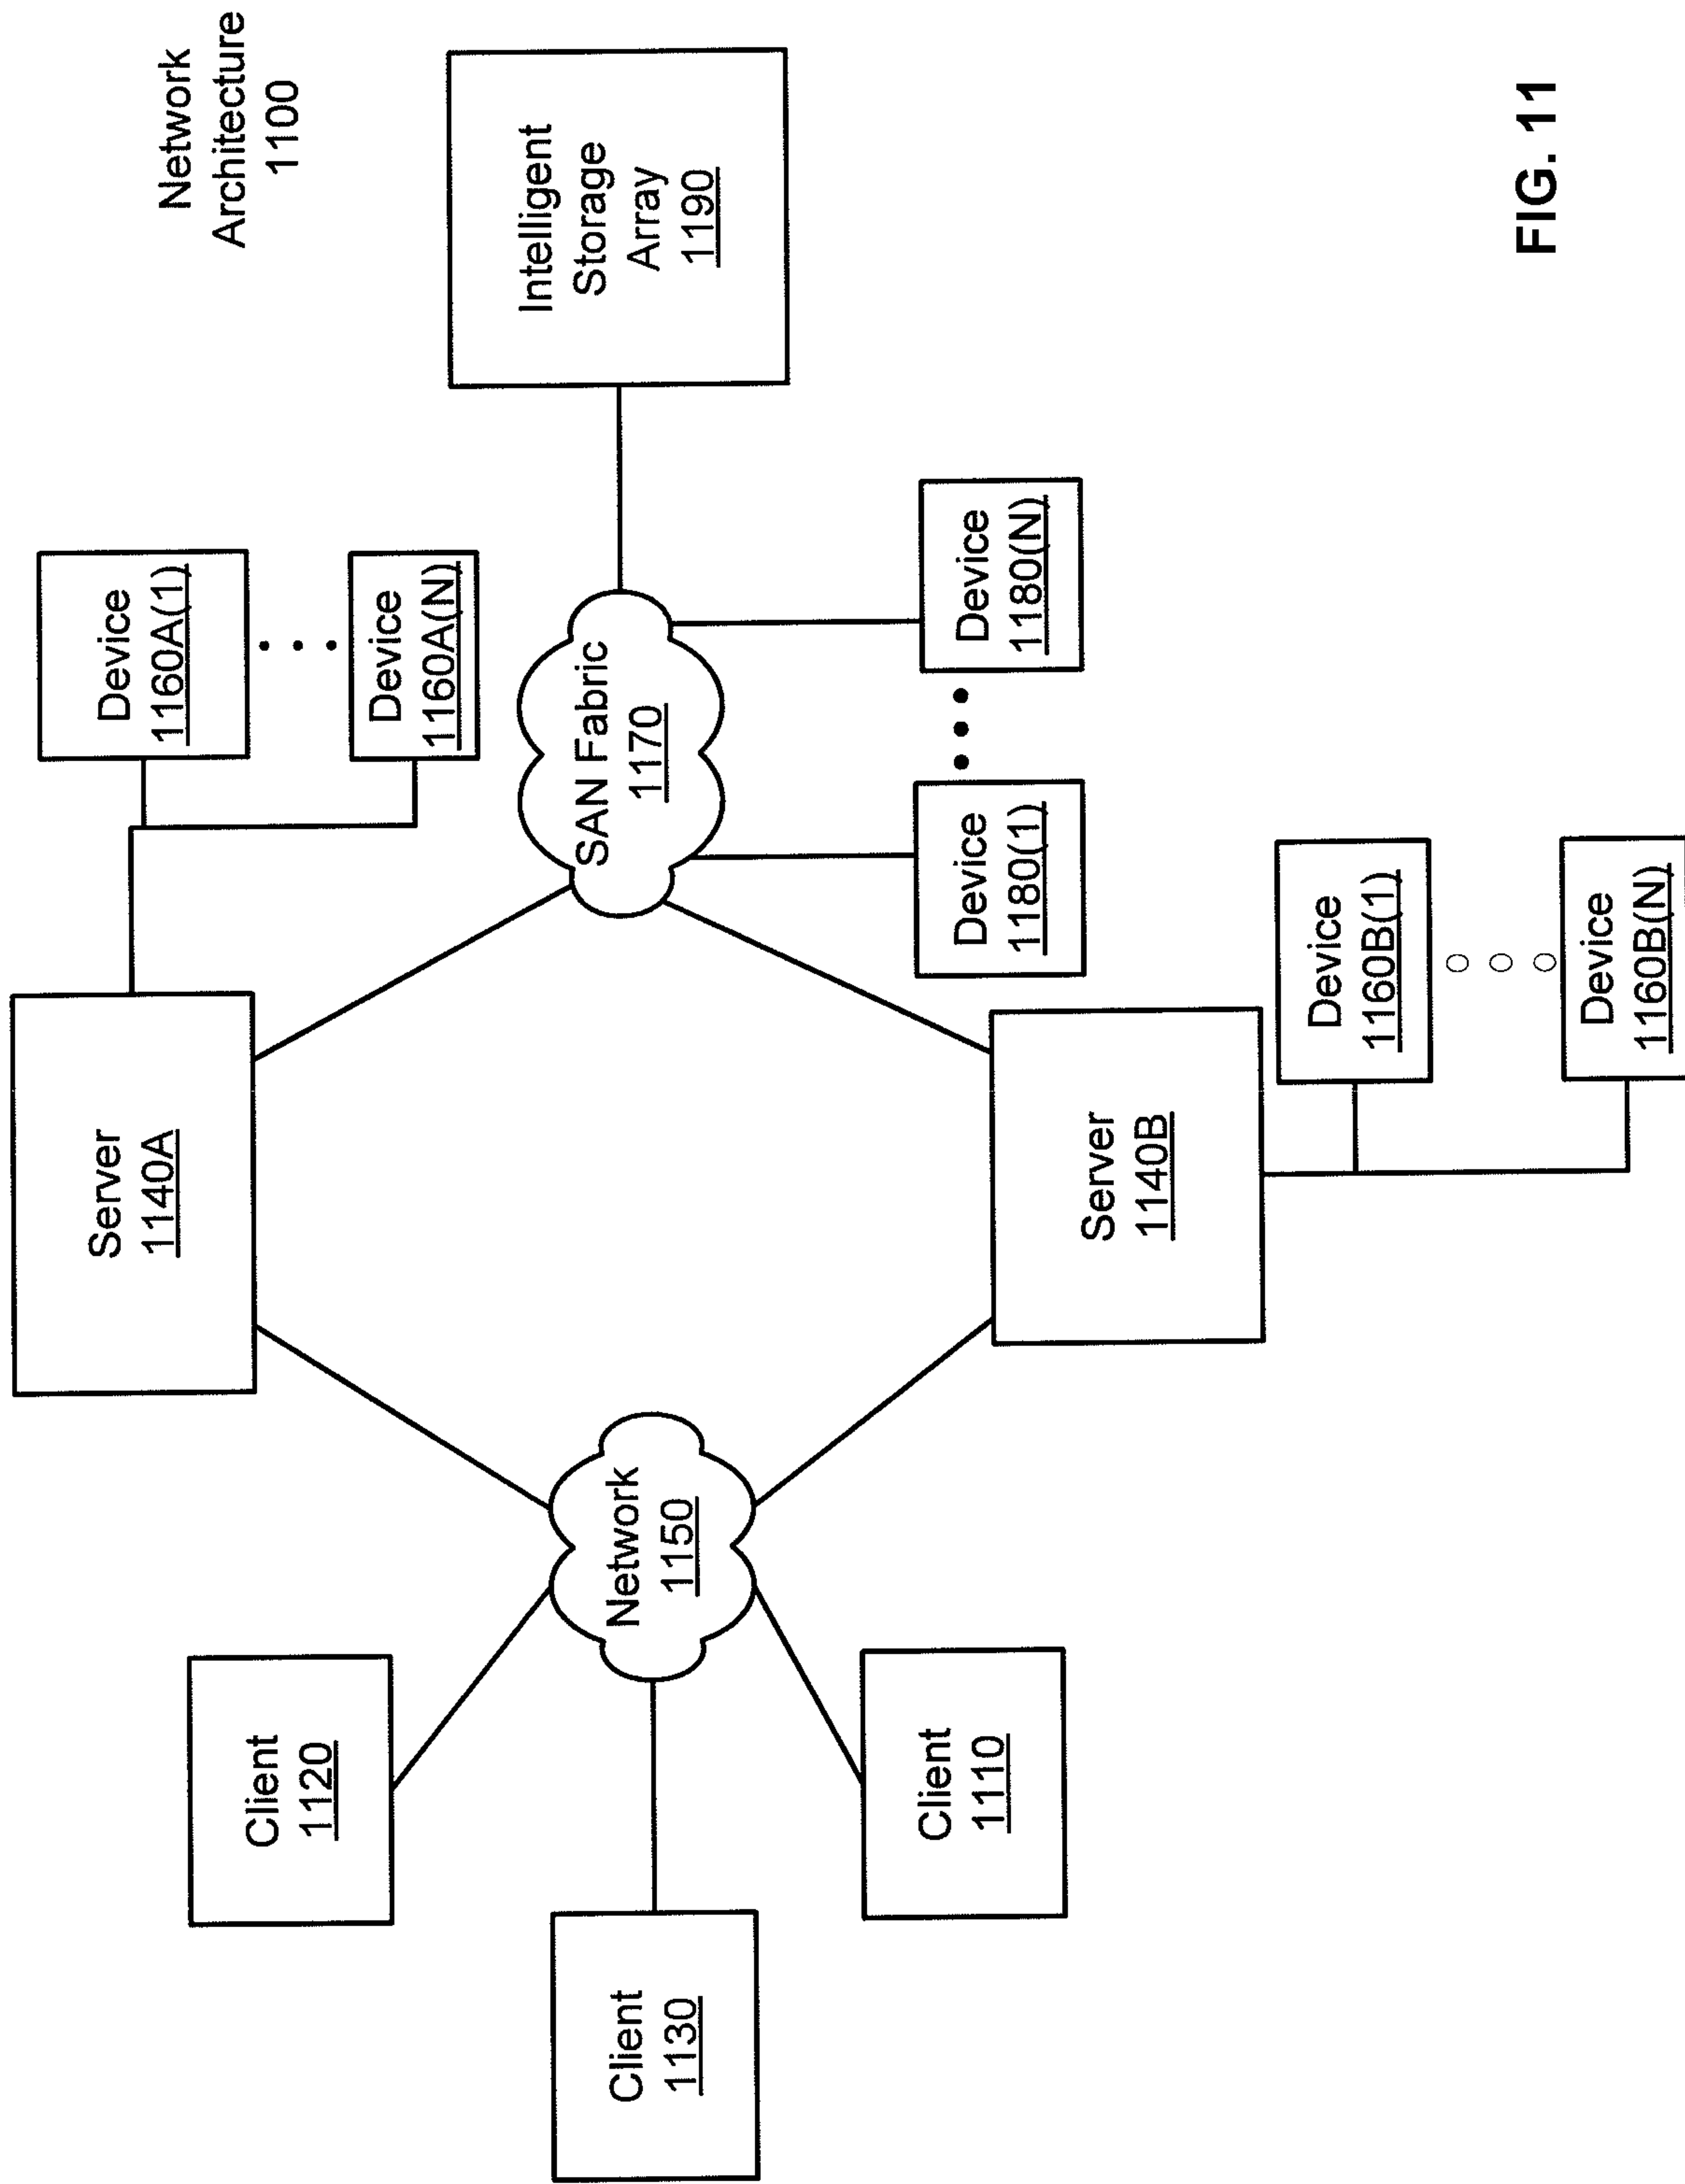 Network
Architecture
1100
Device
1160A(1)
Device
1160A(N)
Server
1140A
Intelligent
Storage
Array
1190
SAN Fabric
1170
Client
1120
Network
1150
Client
1130
Device
1180(1)
Device
1180(N)
Client
1110
Server
1140B
Device
1160B(1)
Device
1160B(N)
FIG. 11